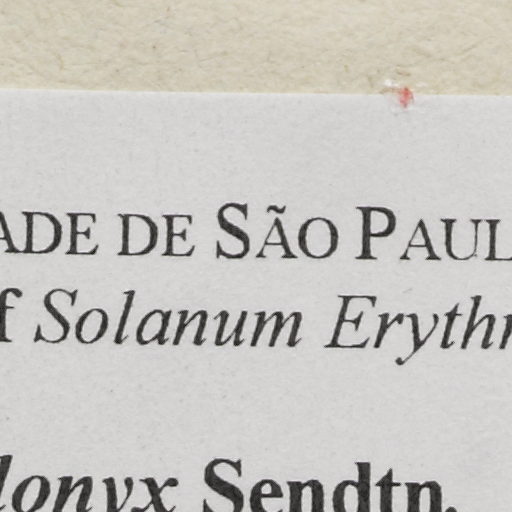 ADE DE SÃO PAUL
f Solanum Erythr
lonyx Sendtn.